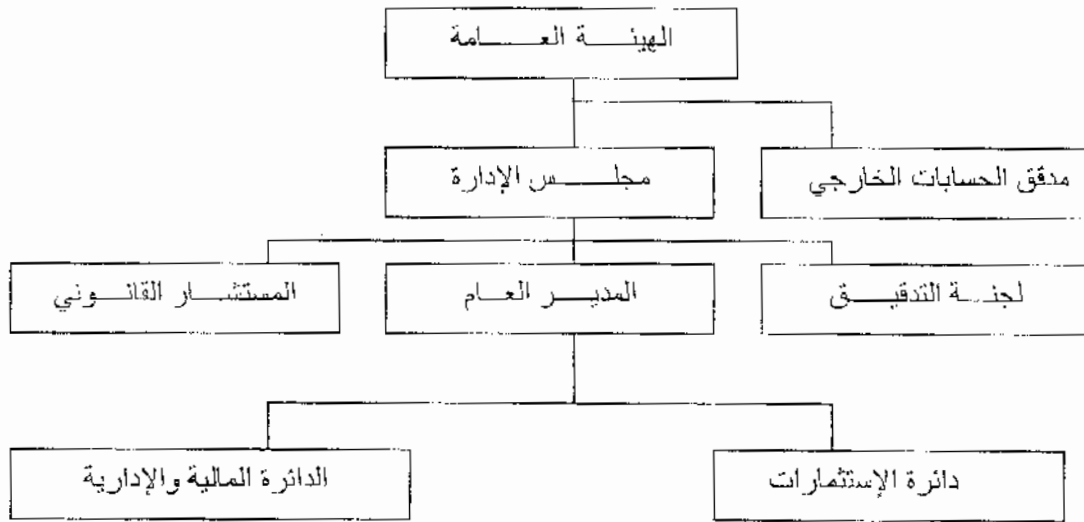 الهيئة العامة
مدقق الحسابات الخارجي
مجلس الإدارة
لجنة التدقيق
المدير العام
المستشار القانوني
دائرة الإستثمارات
الدائرة المالية والإدارية